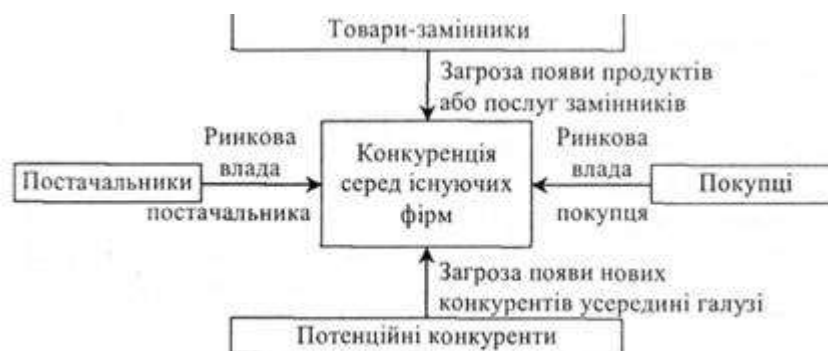 Товари-замінники
Загроза появи продуктів
або послуг замінників
Ринкова
влада
постачальника
Постачальники
Конкуренція
серед існуючих
фірм
Ринкова
влада
покупця
Покупці
Загроза появи нових
конкурентів усередині галузі
Потенційні конкуренти